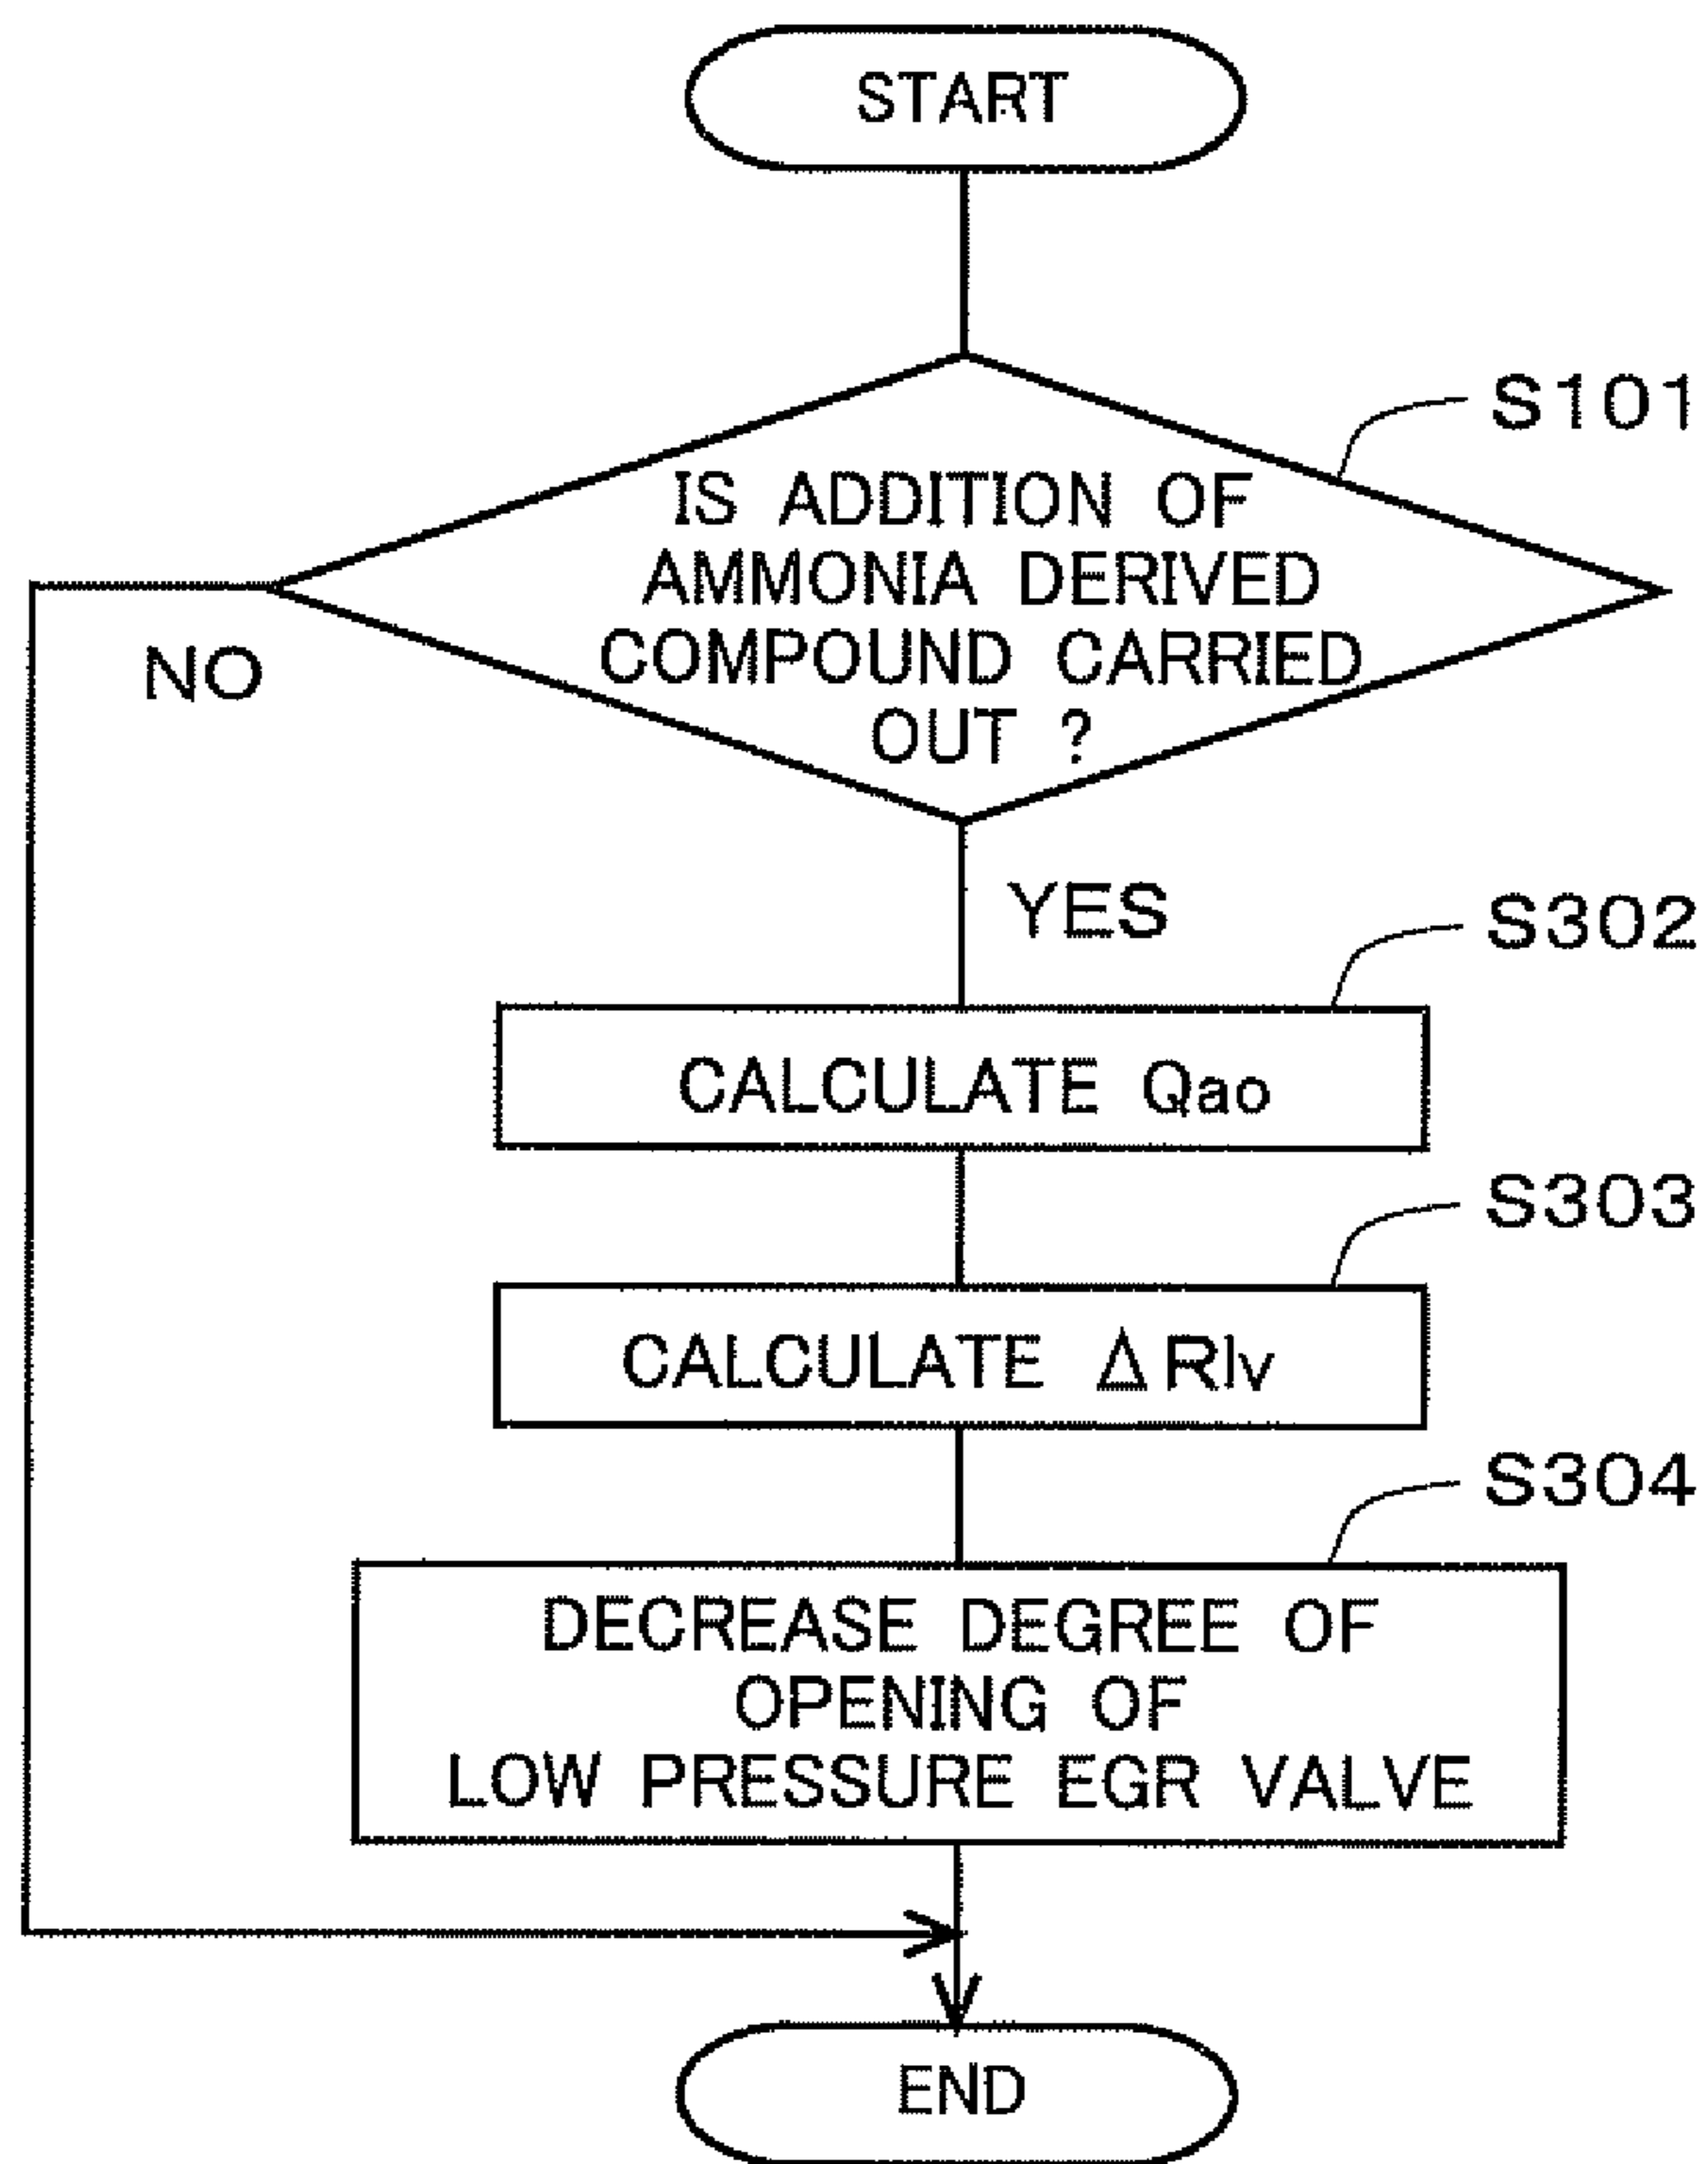 START
S101
IS ADDITION OF
AMMONIA DERIVED
COMPOUND CARRIED
OUT ?
NO
YES
S302
CALCULATE Qao
S303
CALCULATE ΔRlv
S304
DECREASE DEGREE OF
OPENING OF
LOW PRESSURE EGR VALVE
END